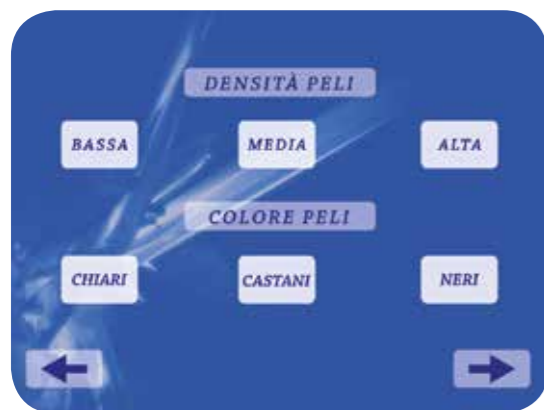 DENSITÀ PELI
BASSA MEDIA ALTA
COLORE PELI
CHIARI CASTANI NERI